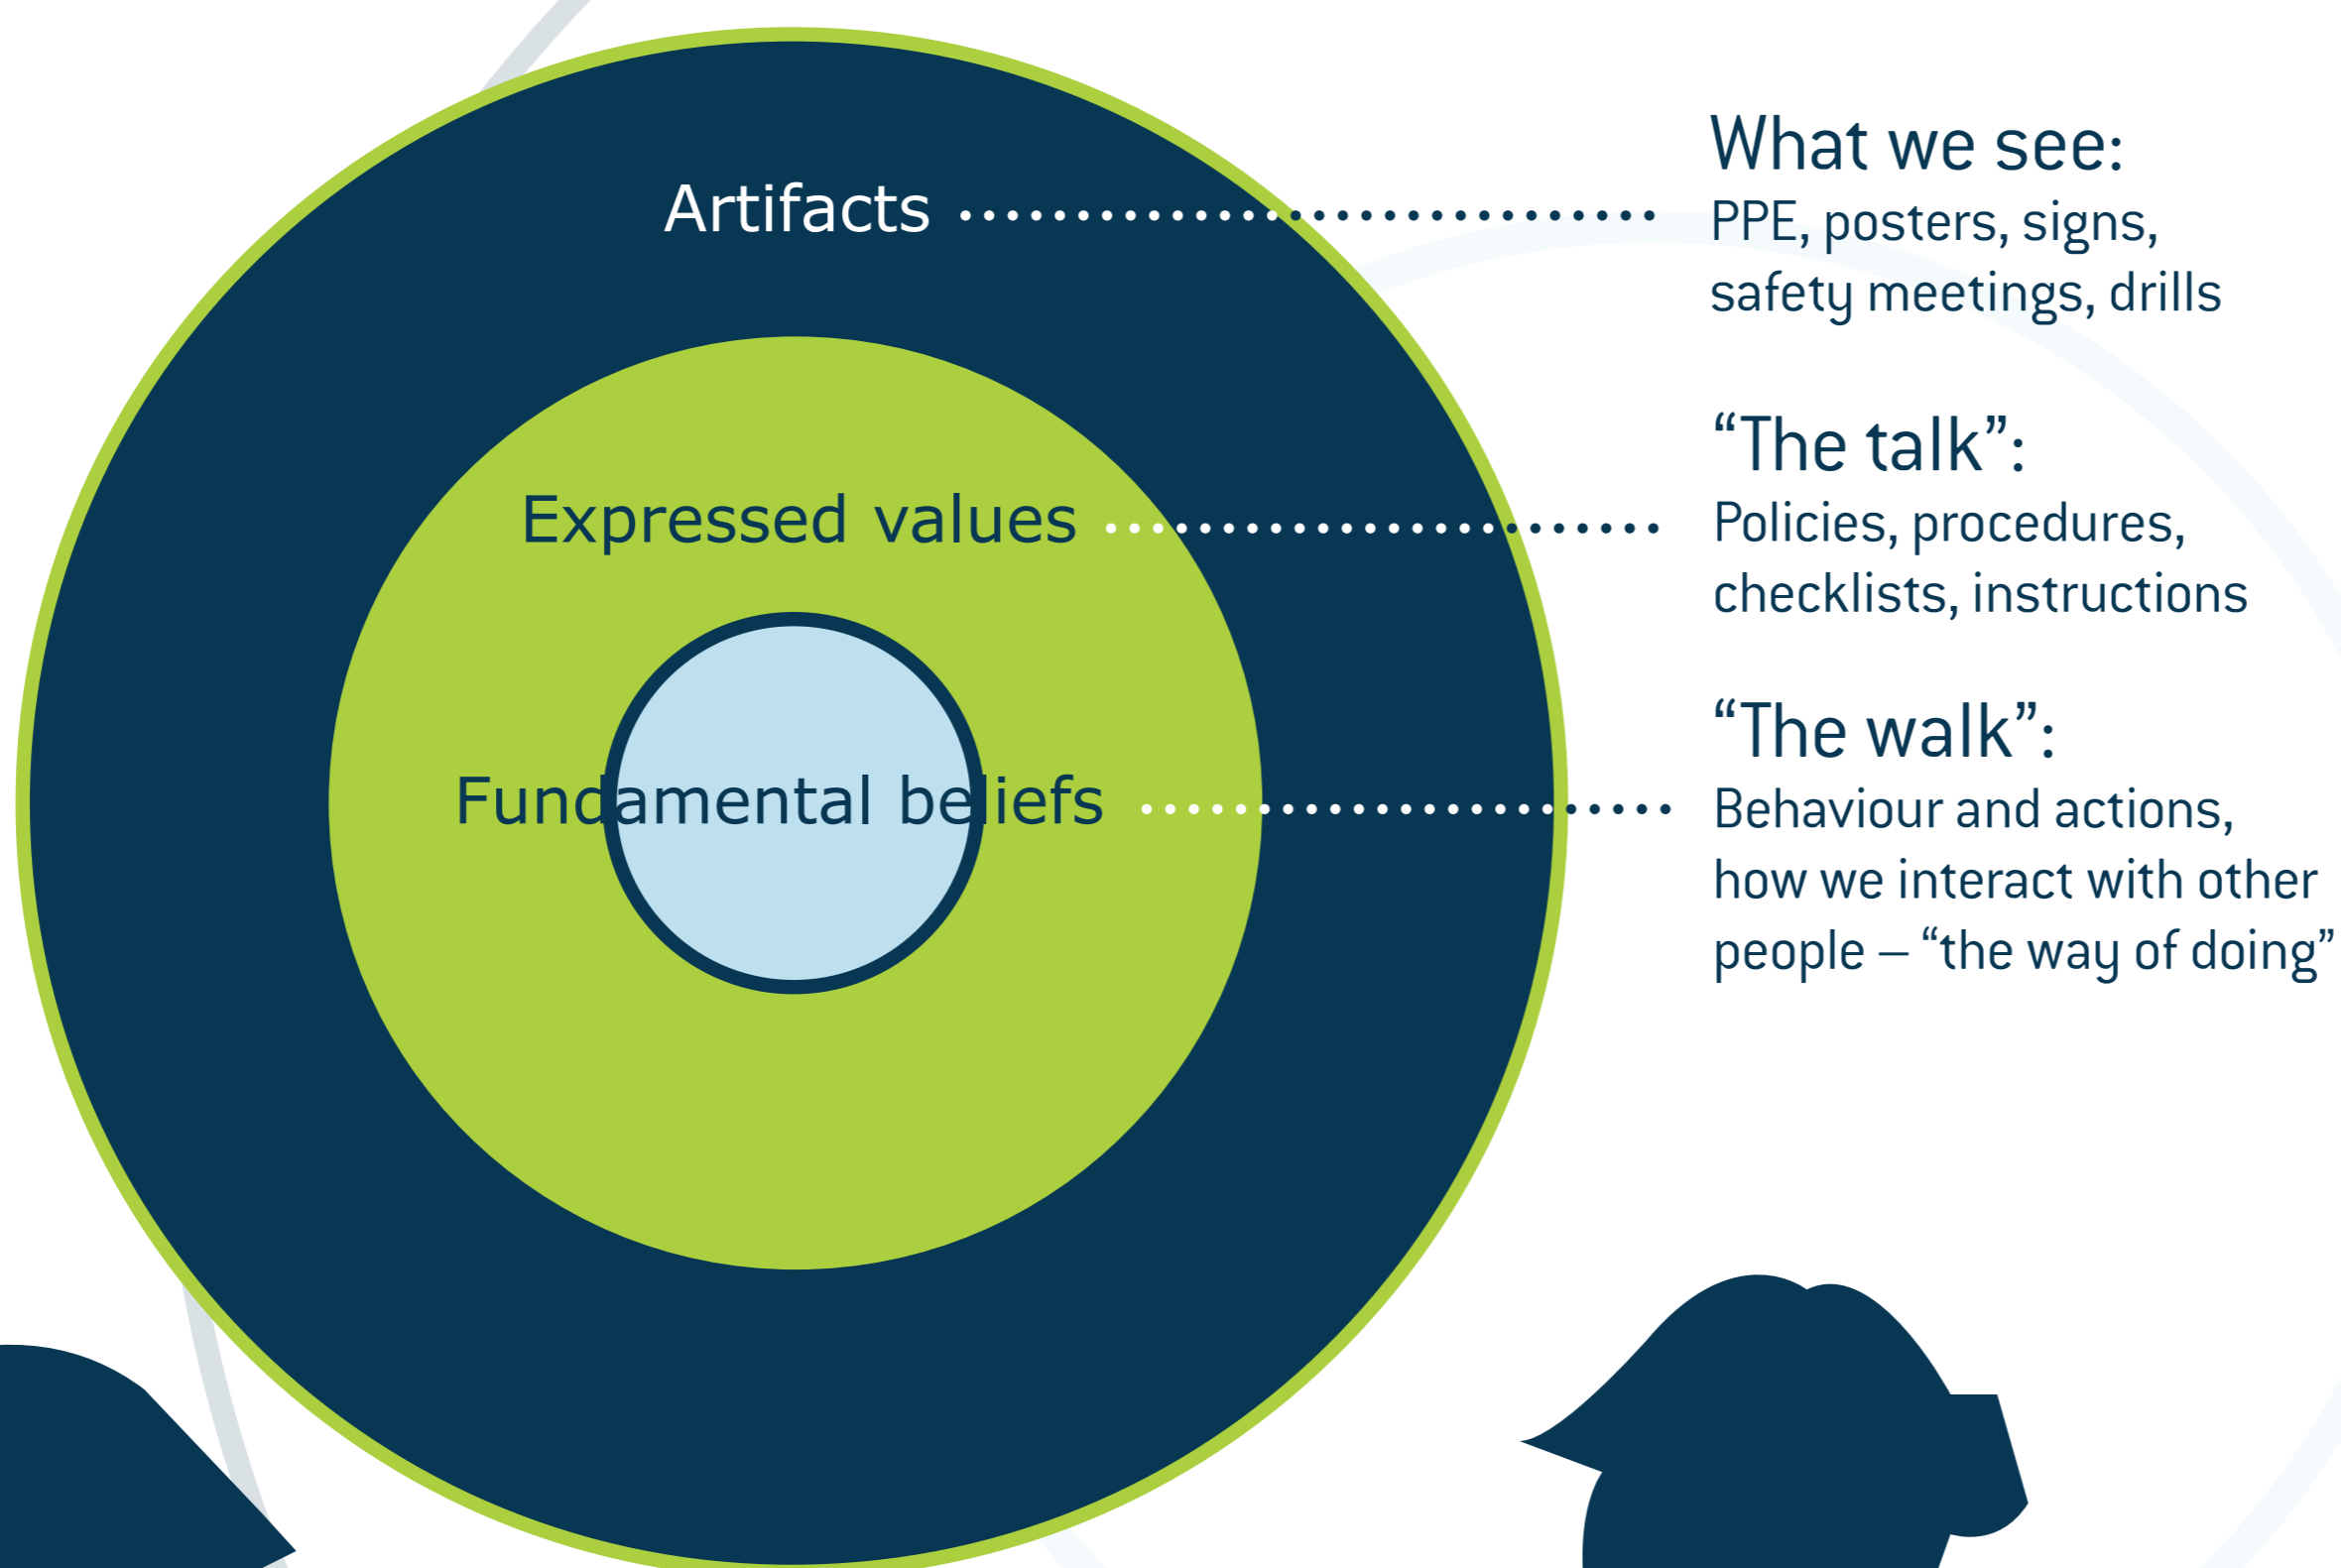 Artifacts
What we see:
PPE, posters, signs,
safety meetings, drills
Expressed values
“The talk”:
Policies, procedures,
checklists, instructions
Fundamental beliefs
“The walk”:
Behaviour and actions,
how we interact with other
people – “the way of doing”